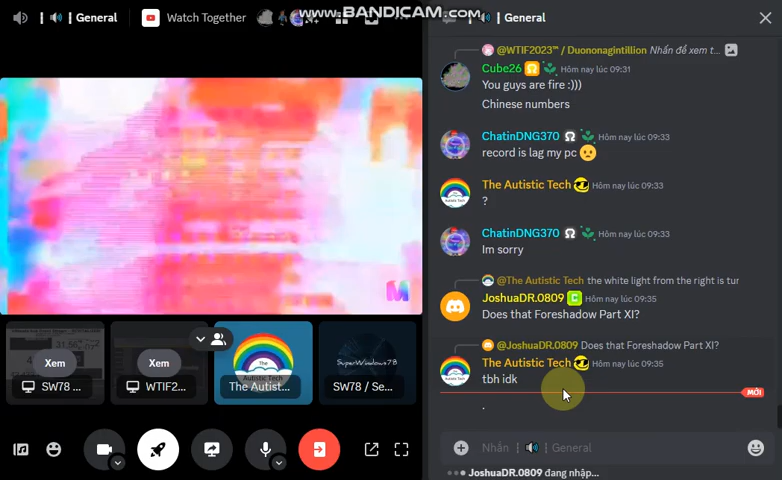 General
Watch Together
www.BANDICAM.com
General
@WTIF2023™ / Duononagintillion Nhấn để xem t...
Cube26 Hôm nay lúc 09:31
You guys are fire :)))
Chinese numbers
ChatinDNG370 Hôm nay lúc 09:33
record is lag my pc
The Autistic Tech Hôm nay lúc 09:33
?
ChatinDNG370 Hôm nay lúc 09:33
Im sorry
@The Autistic Tech the white light from the right is tur
JoshuaDR.0809 Hôm nay lúc 09:35
Does that Foreshadow Part XI?
@JoshuaDR.0809 Does that Foreshadow Part XI?
The Autistic Tech Hôm nay lúc 09:35
tbh idk
MỚI
.
Xem
SW78 ...
Xem
WTIF2...
Autistic Tech
The Autist...
SuperWindows78
SW78 / Se...
Nhắn
General
JoshuaDR.0809 đang nhập...